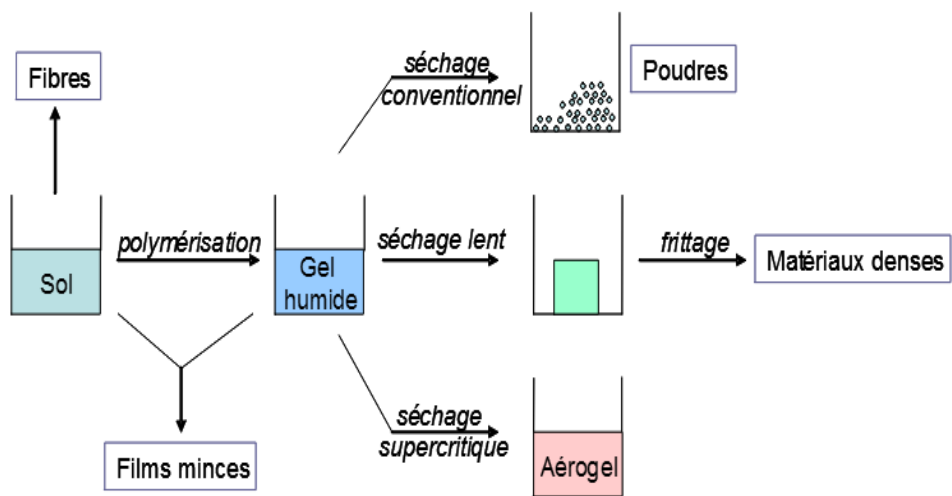 Fibres
séchage
conventionnel
Poudres
Sol
polymérisation
Gel
humide
séchage lent
frittage
Matériaux denses
Films minces
séchage
supercritique
Aérogel